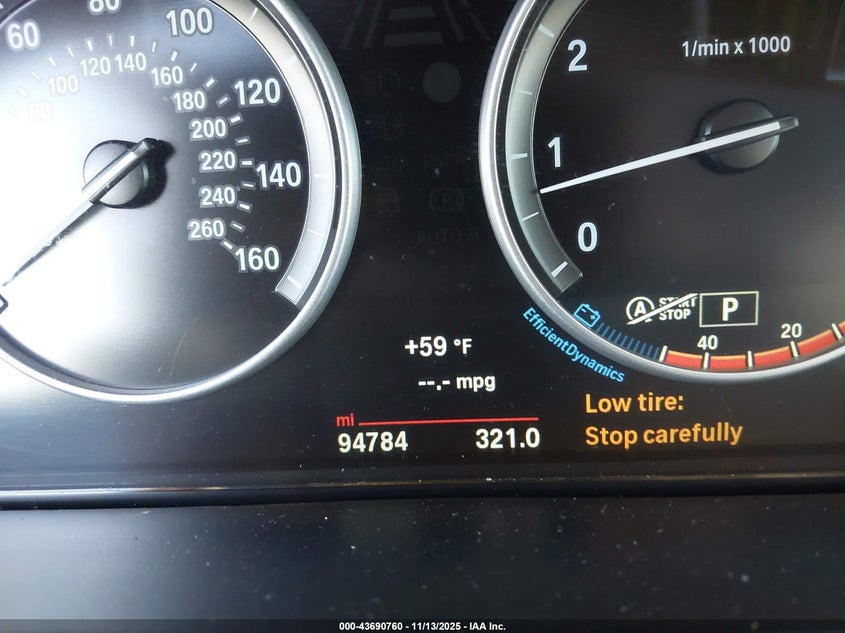 60
80
100
80
100
120
140
160
180
120
200
220
140
240
260
160
2
1/min x 1000
1
0
A START STOP
P
EfficientDynamics
40
20
+59 °F
--.- mpg
mi
94784 321.0
Low tire:
Stop carefully
000-43690760 - 11/13/2025 - IAA Inc.